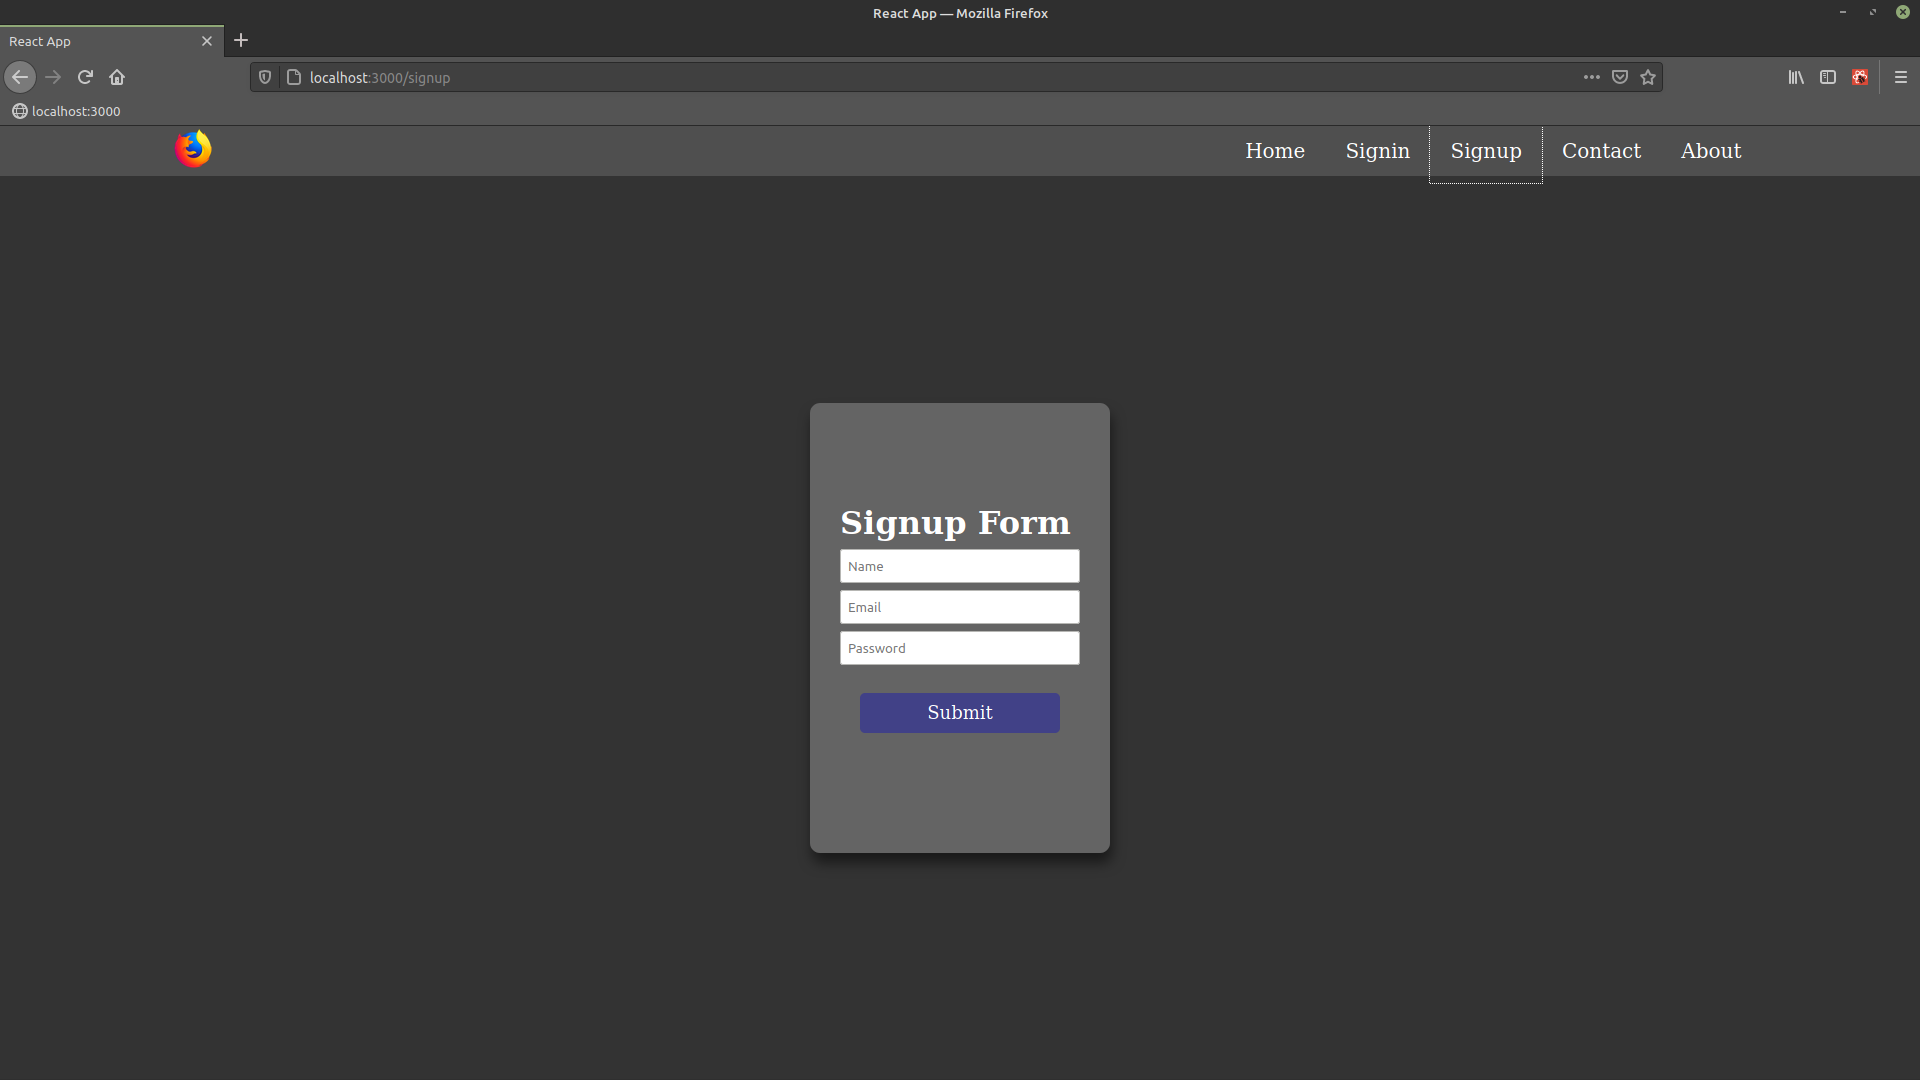 React App — Mozilla Firefox
React App
localhost:3000/signup
localhost:3000
Home Signin Signup Contact About
Signup Form
Name
Email
Password
Submit